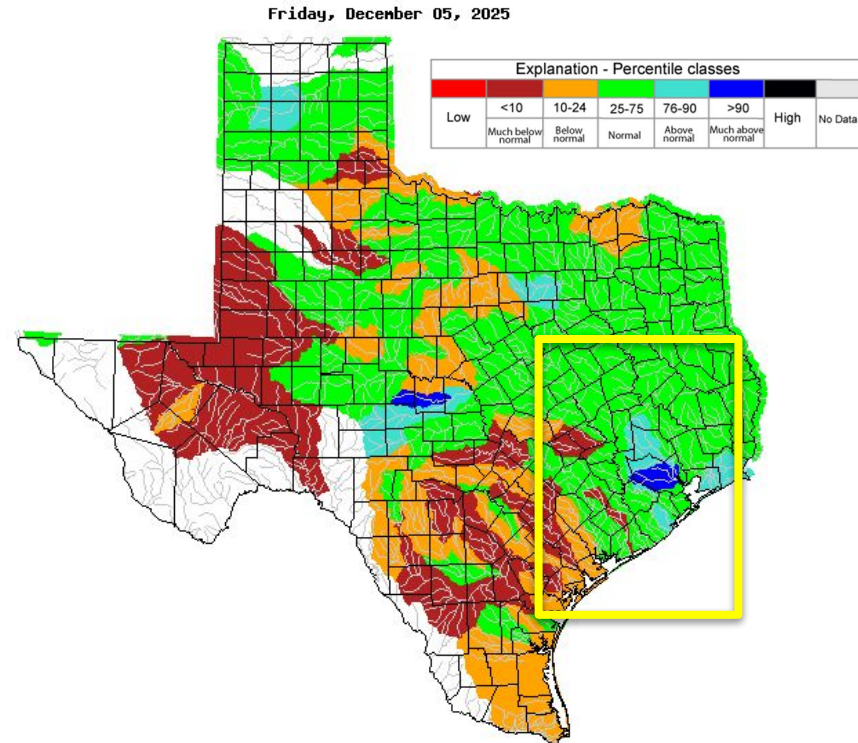 Friday, December 05, 2025
Explanation - Percentile classes
Low
<10
10-24
25-75
76-90
>90
High
No Data
Much below normal
Below normal
Normal
Above normal
Much above normal